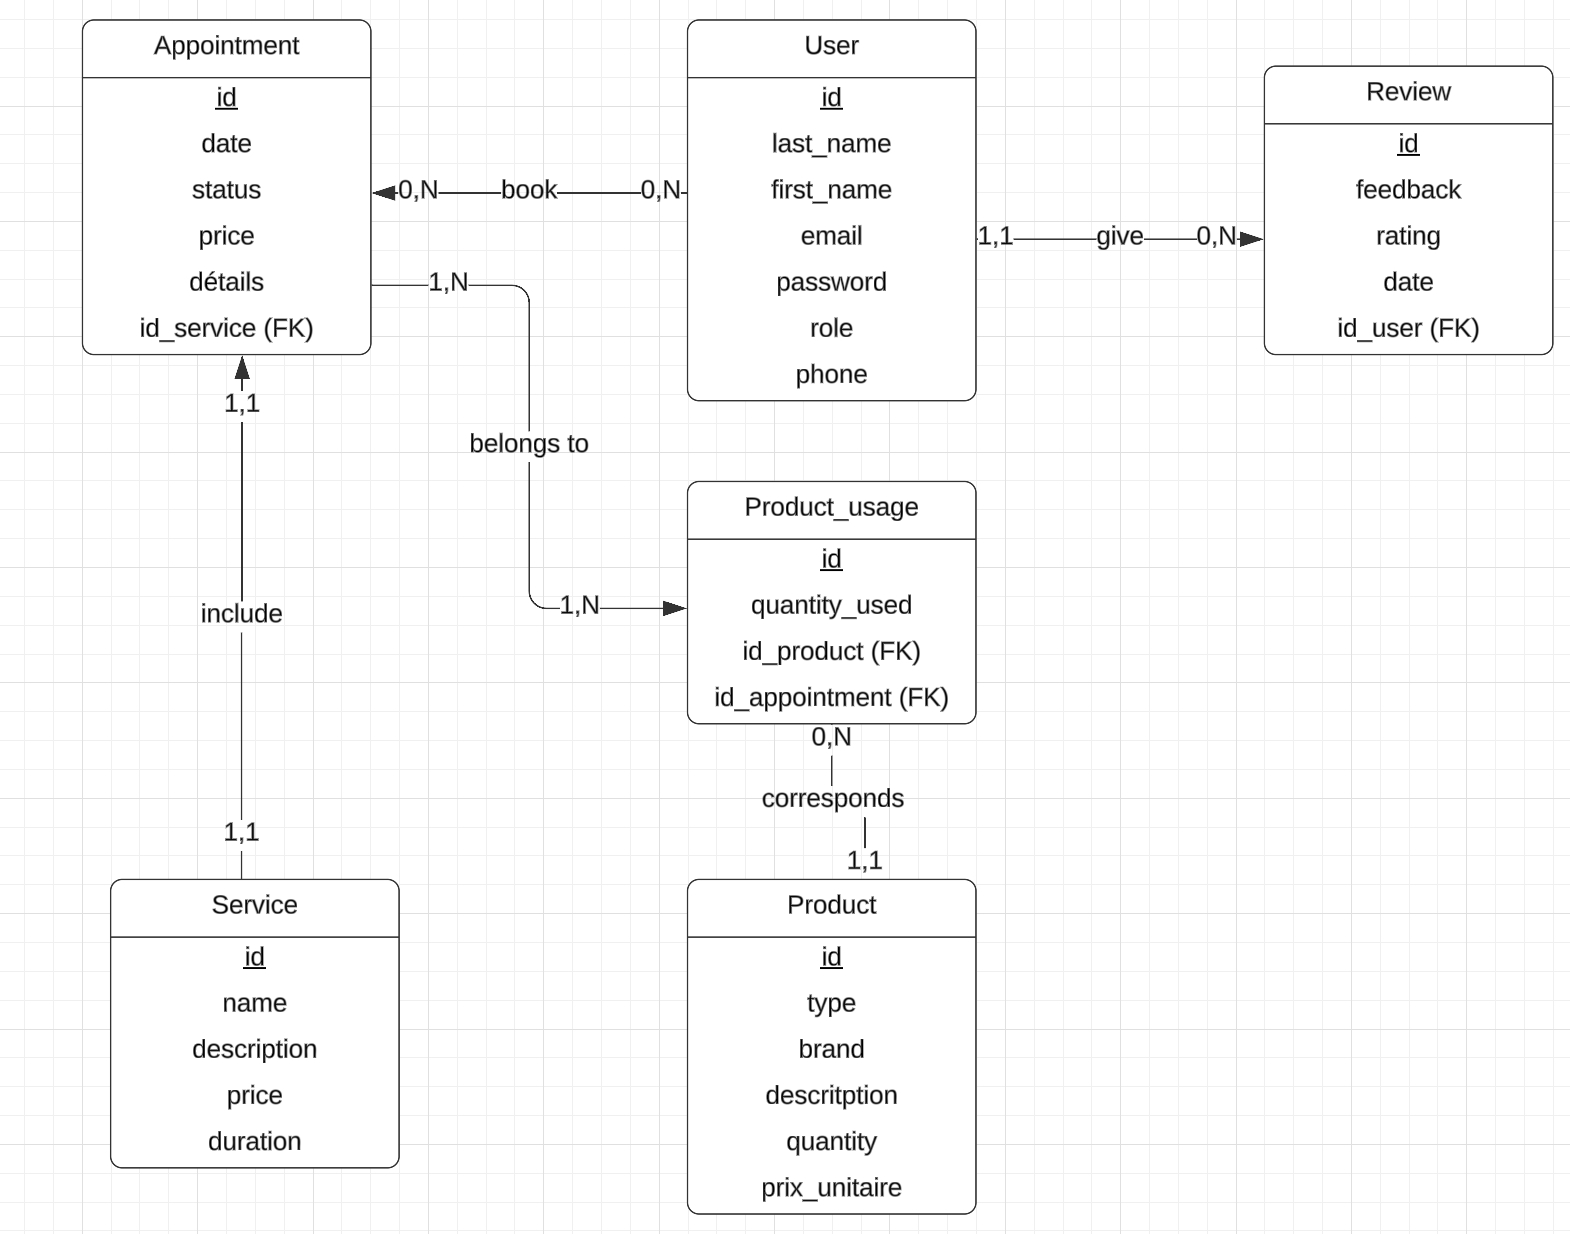 Appointment
id
date
status
price
détails
id_service (FK)
User
id
last_name
first_name
email
password
role
phone
Review
id
feedback
rating
date
id_user (FK)
0,N
book
0,N
1,1
give
0,N
1,N
belongs to
1,N
1,1
include
1,1
Product_usage
id
quantity_used
id_product (FK)
id_appointment (FK)
0,N
corresponds
1,1
Service
id
name
description
price
duration
Product
id
type
brand
descritption
quantity
prix_unitaire